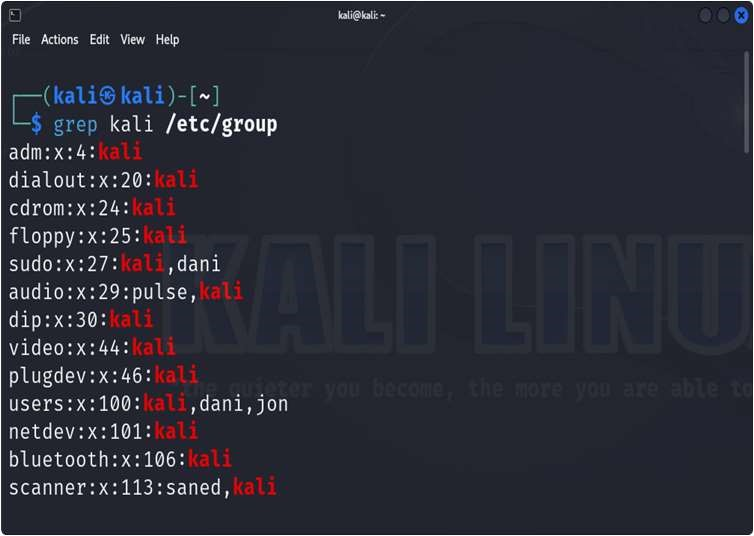 kali@kali: ~
File Actions Edit View Help
┌──(kali㉿kali)-[~]
└─$ grep kali /etc/group
adm:x:4:kali
dialout:x:20:kali
cdrom:x:24:kali
floppy:x:25:kali
sudo:x:27:kali,dani
audio:x:29:pulse,kali
dip:x:30:kali
video:x:44:kali
plugdev:x:46:kali
users:x:100:kali,dani,jon
netdev:x:101:kali
bluetooth:x:106:kali
scanner:x:113:saned,kali
KALI LINU
"the quieter you become, the more you are able to